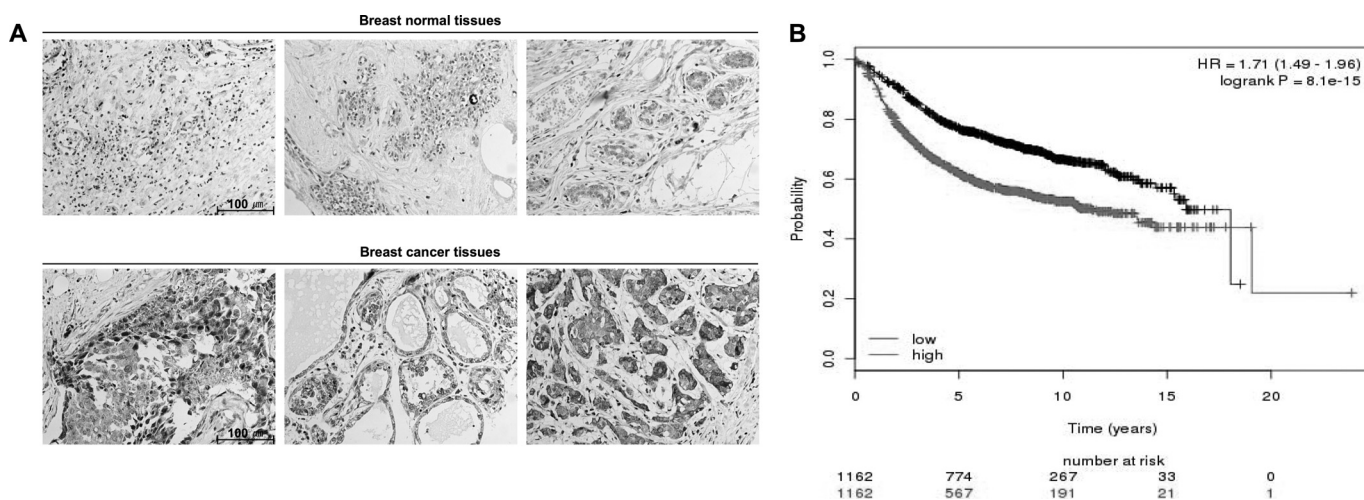 A
Breast normal tissues
100 ㎛
Breast cancer tissues
100 ㎛
B
HR = 1.71 (1.49 - 1.96)
logrank P = 8.1e-15
Probability
1.0
0.8
0.6
0.4
0.2
0.0
low
high
0 5 10 15 20
Time (years)
number at risk
1162 774 267 33 0
1162 567 191 21 1